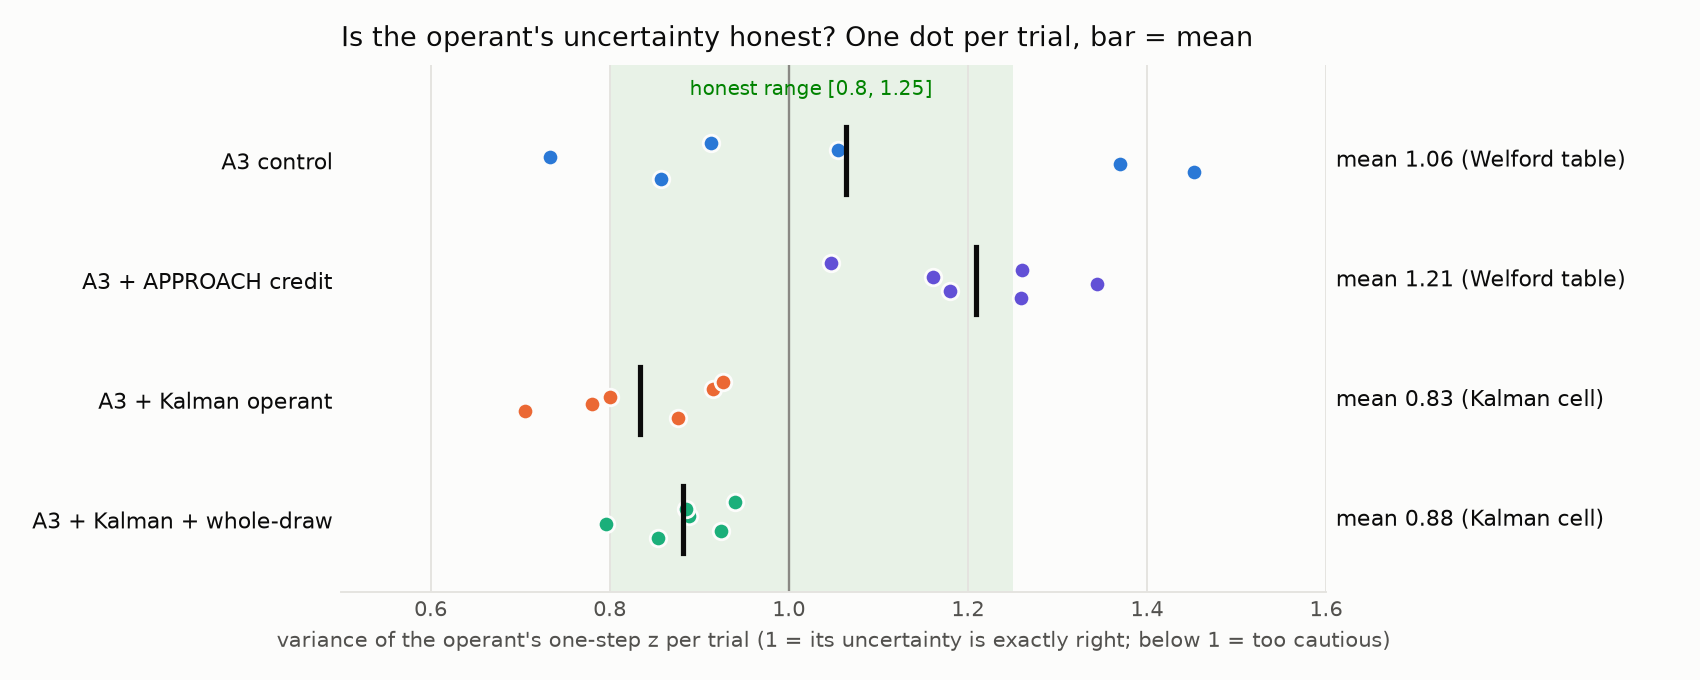 Is the operant's uncertainty honest? One dot per trial, bar = mean
honest range [0.8, 1.25]
A3 control
mean 1.06 (Welford table)
A3 + APPROACH credit
mean 1.21 (Welford table)
A3 + Kalman operant
mean 0.83 (Kalman cell)
A3 + Kalman + whole-draw
mean 0.88 (Kalman cell)
0.6 0.8 1.0 1.2 1.4 1.6
variance of the operant's one-step z per trial (1 = its uncertainty is exactly right; below 1 = too cautious)